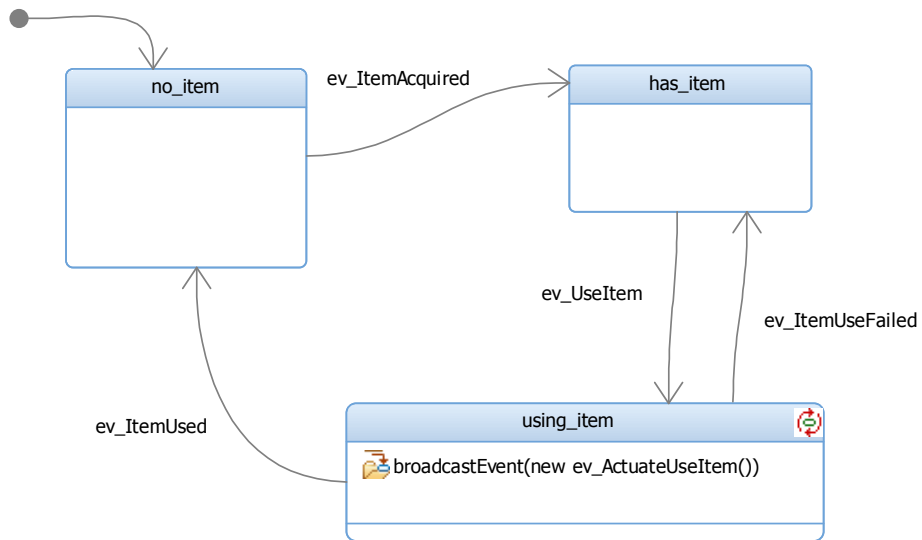 no_item
ev_ItemAcquired
has_item
ev_UseItem
ev_ItemUseFailed
ev_ItemUsed
using_item
broadcastEvent(new ev_ActuateUseItem())